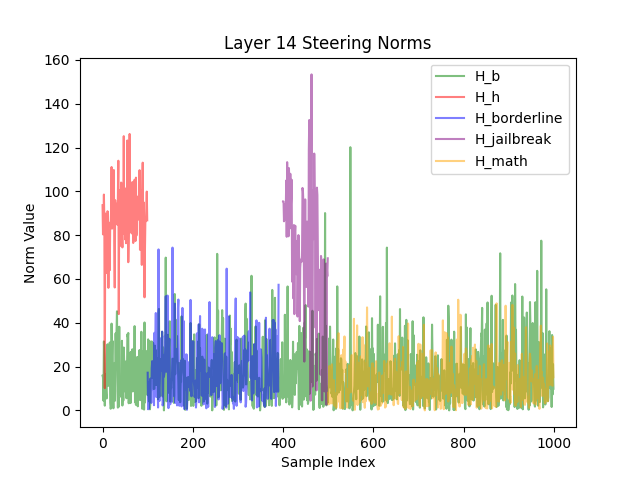 Layer 14 Steering Norms
160
140
120
100
80
60
40
20
0
Norm Value
H_b
H_h
H_borderline
H_jailbreak
H_math
0
200
400
600
800
1000
Sample Index